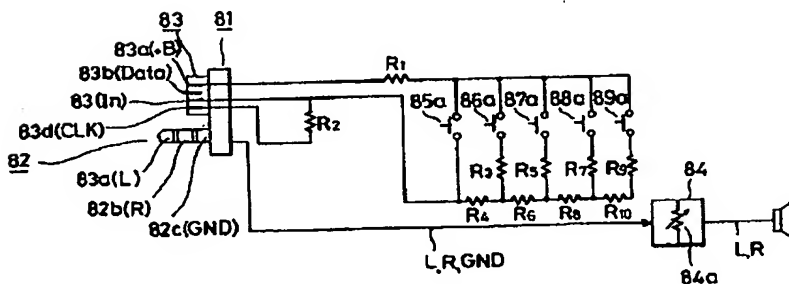 83 81
83a(+B)
83b(Data)
83(In)
83d(CLK)
82
83a(L)
82b(R)
82c(GND)
R1
R2
85a 86a 87a 88a 89a
R3 R5 R7 R9
R4 R6 R8 R10
84
84a
L,R,GND
L,R